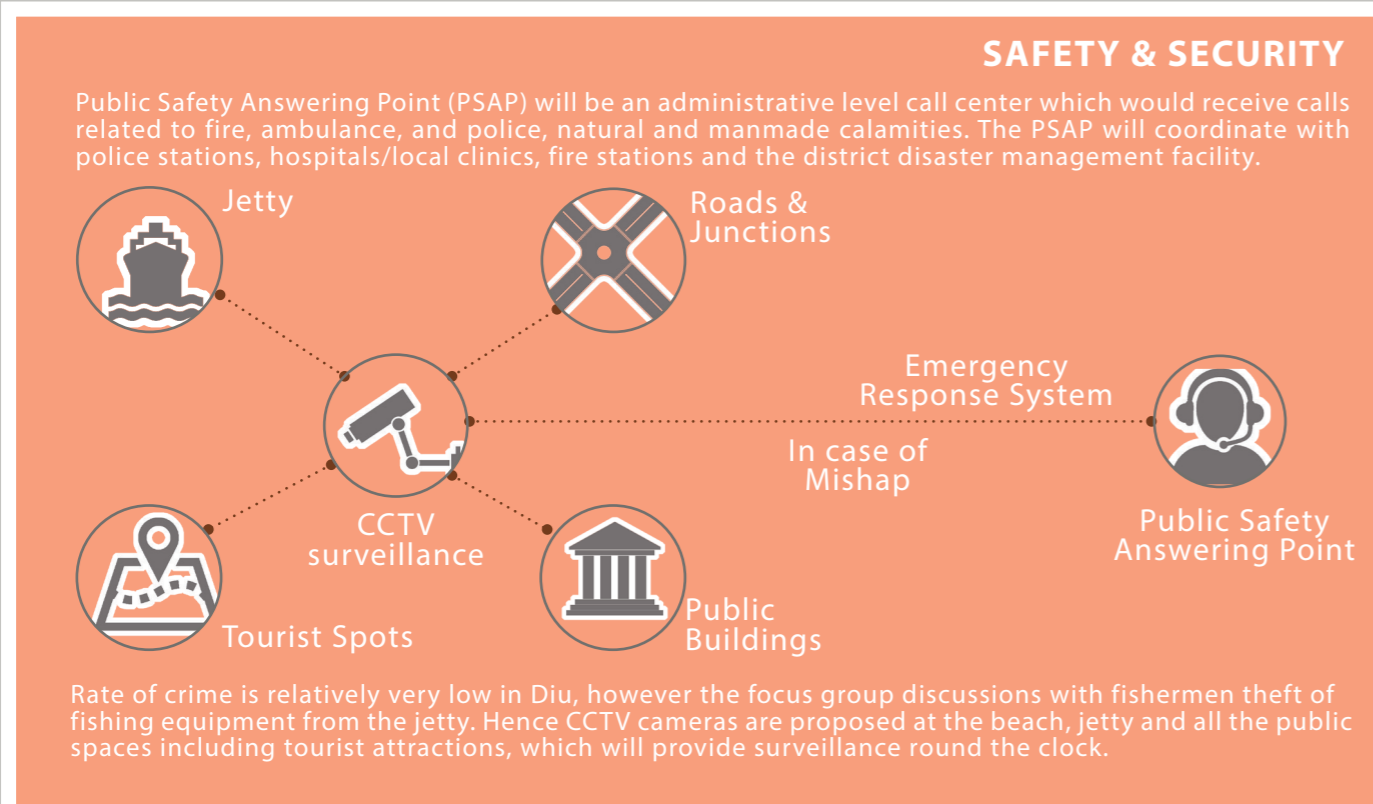 SAFETY & SECURITY
Public Safety Answering Point (PSAP) will be an administrative level call center which would receive calls
related to fire, ambulance, and police, natural and manmade calamities. The PSAP will coordinate with
police stations, hospitals/local clinics, fire stations and the district disaster management facility.
Jetty
Roads &
Junctions
Emergency
Response System
In case of
Mishap
CCTV
surveillance
Public Safety
Answering Point
Tourist Spots
Public
Buildings
Rate of crime is relatively very low in Diu, however the focus group discussions with fishermen theft of
fishing equipment from the jetty. Hence CCTV cameras are proposed at the beach, jetty and all the public
spaces including tourist attractions, which will provide surveillance round the clock.